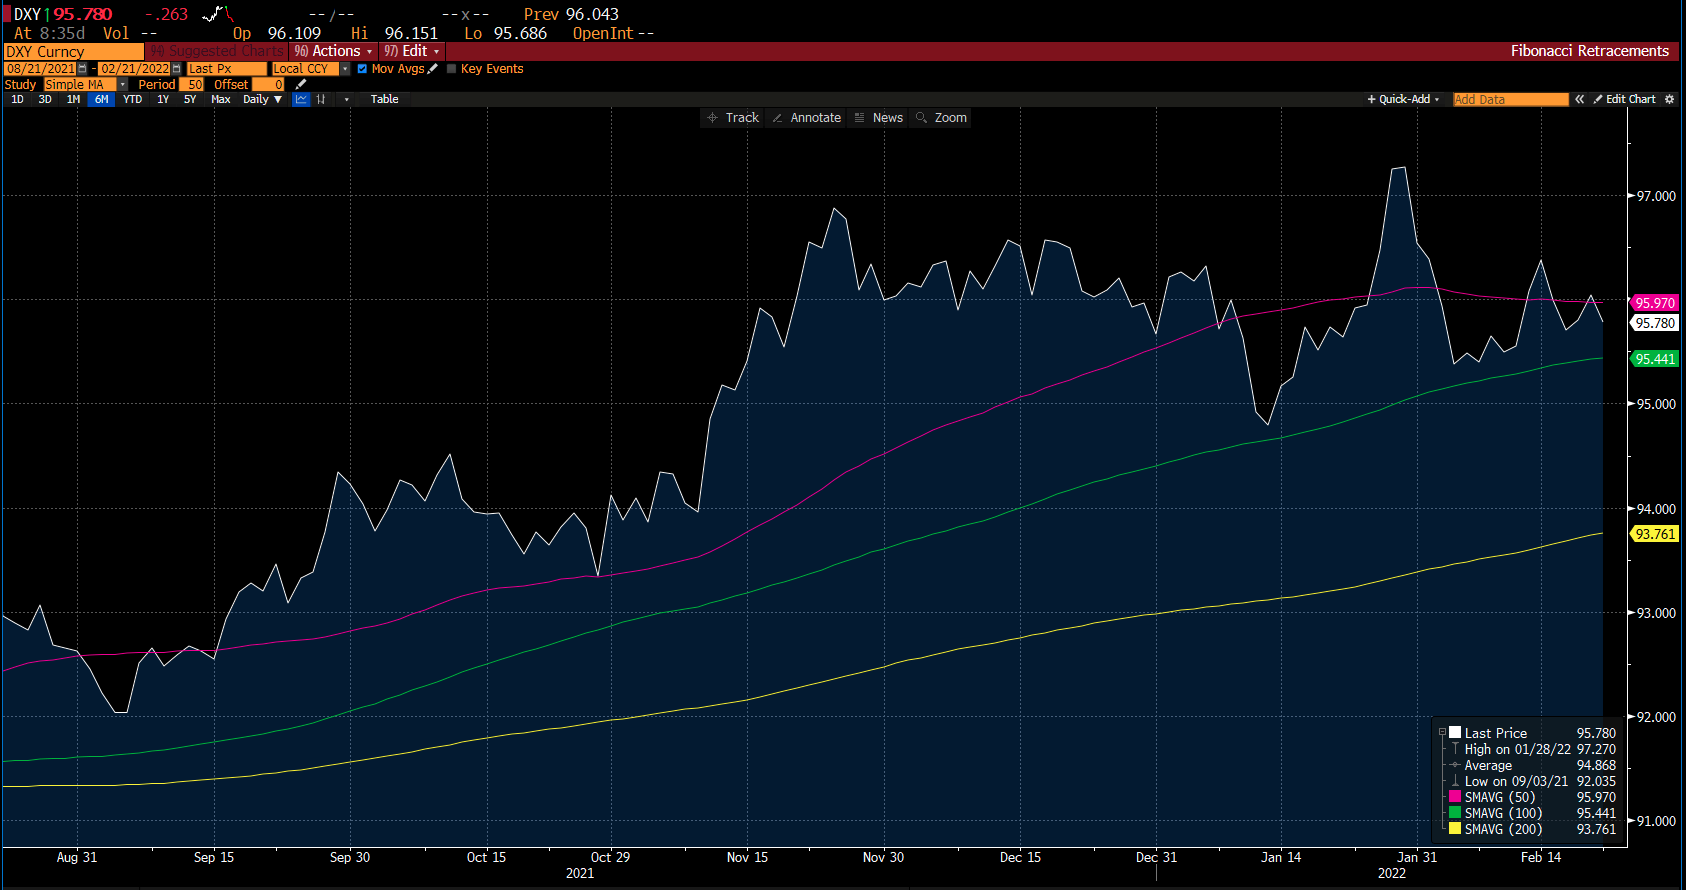 DXY↑95.780 -.263 --/-- --x-- Prev 96.043
At 8:35d Vol -- Op 96.109 Hi 96.151 Lo 95.686 OpenInt --
DXY Curncy 94) Suggested Charts 96) Actions 97) Edit Fibonacci Retracements
08/21/2021 - 02/21/2022 Last Px Local CCY Mov Avgs Key Events
Study Simple MA Period 50 Offset 0
1D 3D 1M 6M YTD 1Y 5Y Max Daily ▼ Table + Quick-Add Add Data « Edit Chart
Track Annotate News Zoom
97.000
95.970
95.780
95.441
95.000
94.000
93.761
93.000
92.000
91.000
Last Price 95.780
High on 01/28/22 97.270
Average 94.868
Low on 09/03/21 92.035
SMAVG (50) 95.970
SMAVG (100) 95.441
SMAVG (200) 93.761
Aug 31 Sep 15 Sep 30 Oct 15 Oct 29 Nov 15 Nov 30 Dec 15 Dec 31 Jan 14 Jan 31 Feb 14
2021 2022